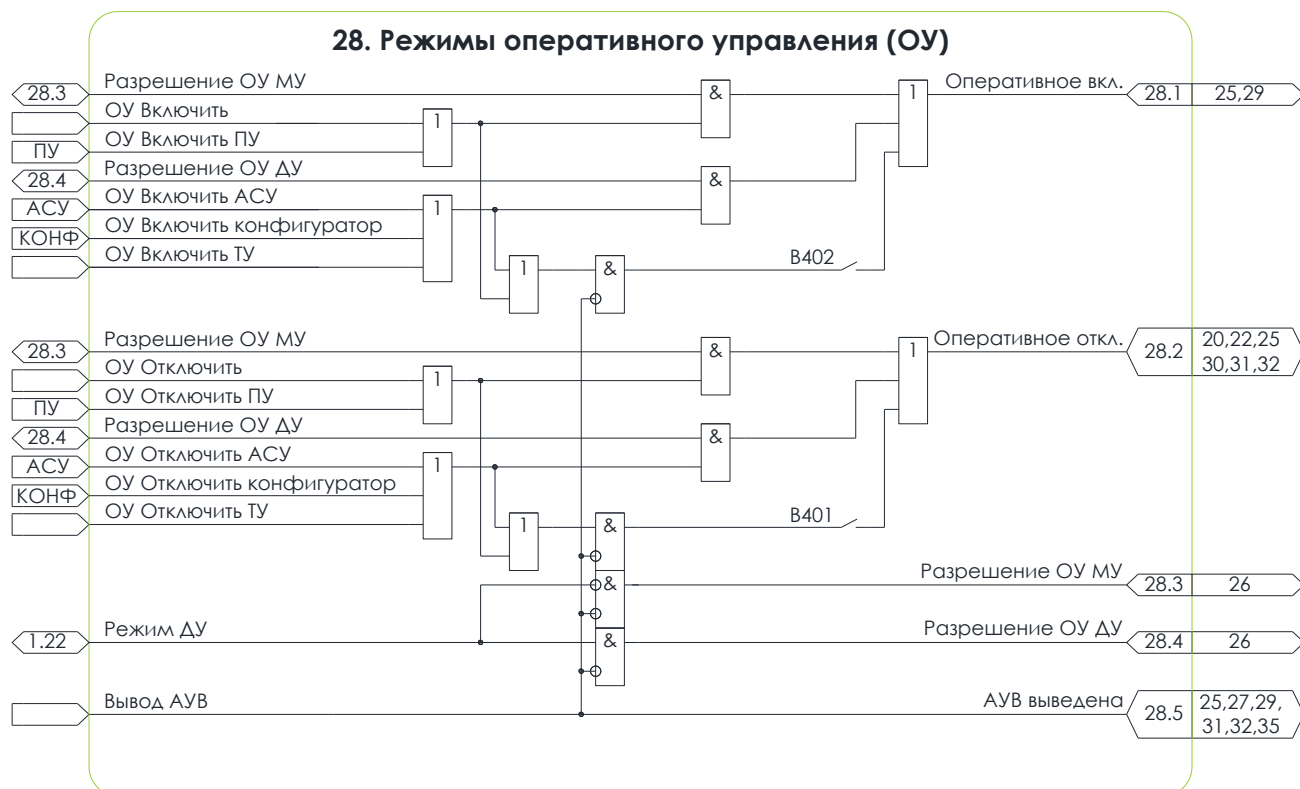 28. Режимы оперативного управления (ОУ)
28.3 Разрешение ОУ МУ & 1 Оперативное вкл. 28.1 25,29
ОУ Включить 1
ПУ ОУ Включить ПУ
28.4 Разрешение ОУ ДУ &
АСУ ОУ Включить АСУ 1
КОНФ ОУ Включить конфигуратор
ОУ Включить ТУ 1 & В402
28.3 Разрешение ОУ МУ & 1 Оперативное откл. 28.2 20,22,25
30,31,32
ОУ Отключить 1
ПУ ОУ Отключить ПУ
28.4 Разрешение ОУ ДУ &
АСУ ОУ Отключить АСУ 1
КОНФ ОУ Отключить конфигуратор
ОУ Отключить ТУ 1 & В401
& Разрешение ОУ МУ 28.3 26
1.22 Режим ДУ & Разрешение ОУ ДУ 28.4 26
Вывод АУВ АУВ выведена 28.5 25,27,29,
31,32,35